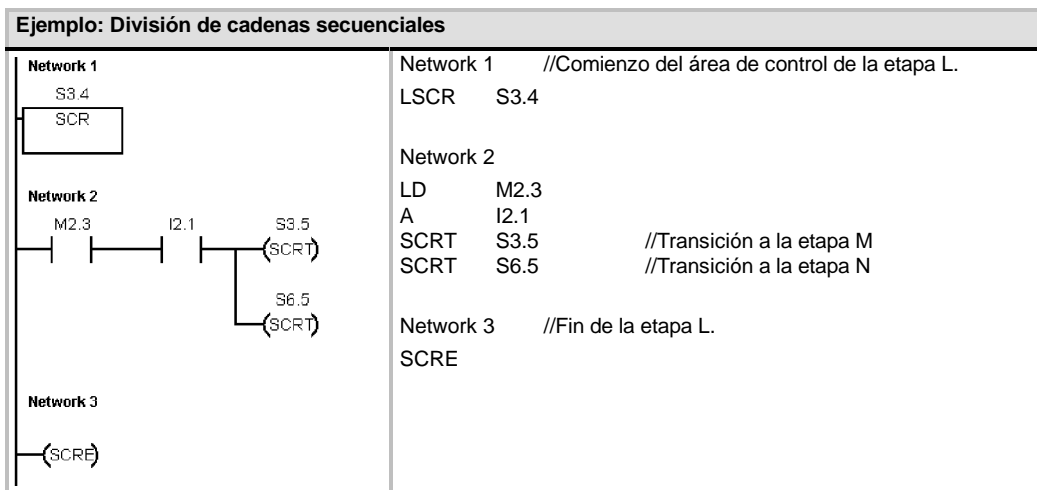 Ejemplo: División de cadenas secuenciales
Network 1
S3.4
SCR
Network 2
M2.3 I2.1 S3.5
(SCRT)
S6.5
(SCRT)
Network 3
(SCRE)
Network 1 //Comienzo del área de control de la etapa L.
LSCR S3.4
Network 2
LD M2.3
A I2.1
SCRT S3.5 //Transición a la etapa M
SCRT S6.5 //Transición a la etapa N
Network 3 //Fin de la etapa L.
SCRE